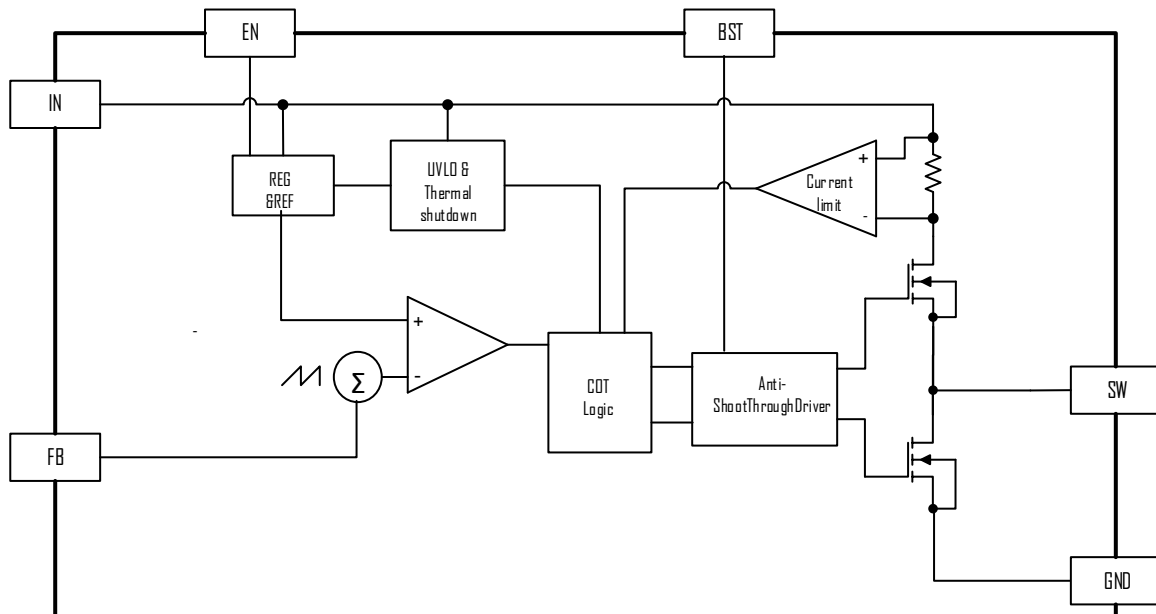 EN
BST
IN
REG
&REF
UVLO &
Thermal
shutdown
+
Current
limit
-
-
+
-
Σ
COT
Logic
Anti-
ShootThroughDriver
SW
FB
GND